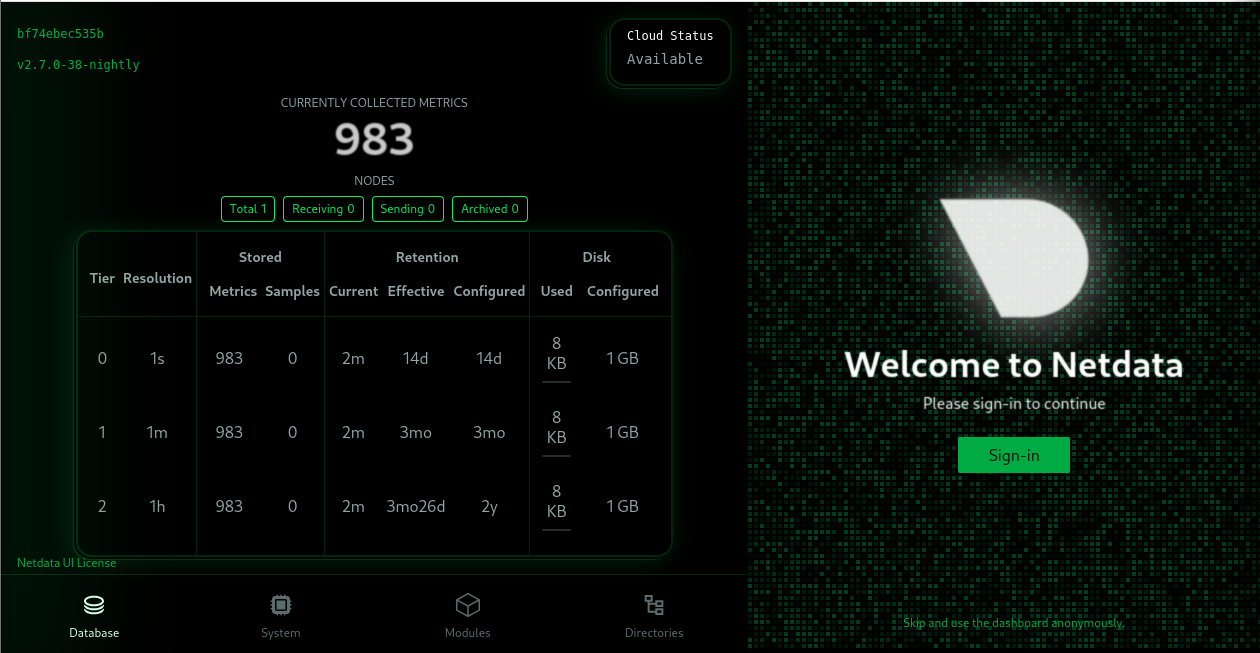 bf74ebec535b
v2.7.0-38-nightly
Cloud Status
Available
CURRENTLY COLLECTED METRICS
983
NODES
Total 1 Receiving 0 Sending 0 Archived 0
Stored Retention Disk
Tier Resolution
Metrics Samples Current Effective Configured Used Configured
0 1s 983 0 2m 14d 14d 8 KB 1 GB
1 1m 983 0 2m 3mo 3mo 8 KB 1 GB
2 1h 983 0 2m 3mo26d 2y 8 KB 1 GB
Netdata UI License
Database System Modules Directories
Welcome to Netdata
Please sign-in to continue
Sign-in
Skip and use the dashboard anonymously.